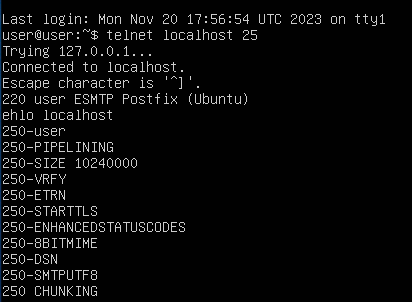 Last login: Mon Nov 20 17:56:54 UTC 2023 on tty1
user@user:~$ telnet localhost 25
Trying 127.0.0.1...
Connected to localhost.
Escape character is '^]'.
220 user ESMTP Postfix (Ubuntu)
ehlo localhost
250-user
250-PIPELINING
250-SIZE 10240000
250-VRFY
250-ETRN
250-STARTTLS
250-ENHANCEDSTATUSCODES
250-8BITMIME
250-DSN
250-SMTPUTF8
250 CHUNKING